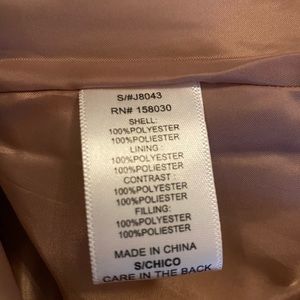 S/#J8043
RN# 158030
SHELL:
100%POLYESTER
100%POLIESTER
LINING :
100%POLYESTER
100%POLIESTER
CONTRAST :
100%POLYESTER
100%POLIESTER
FILLING:
100%POLYESTER
100%POLIESTER
MADE IN CHINA
S/CHICO
CARE IN THE BACK